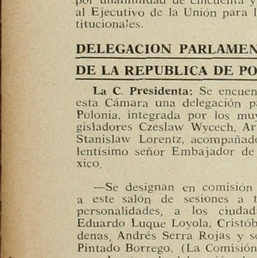 por unanimidad de cincuenta y
al Ejecutivo de la Unión para l
titucionales.
DELEGACION PARLAMEN
DE LA REPUBLICA DE PO
La C. Presidenta: Se encuen
esta Cámara una delegación pa
Polonia, integrada por los muy
gisladores Czeslaw Wycech, Ar
Stanislaw Lorentz, acompañado
lentísimo señor Embajador de
xico.
—Se designan en comisión
a este salón de sesiones a t
personalidades, a los ciudad
Eduardo Luque Loyola, Cristób
denas, Andrés Serra Rojas y se
Pintado Borrego. (La Comisión